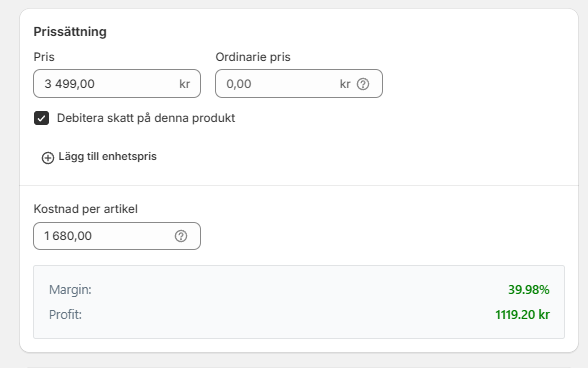 Prissättning
Pris
Ordinarie pris
3 499,00 kr
0,00 kr
Debitera skatt på denna produkt
Lägg till enhetspris
Kostnad per artikel
1 680,00
Margin: 39.98%
Profit: 1119.20 kr